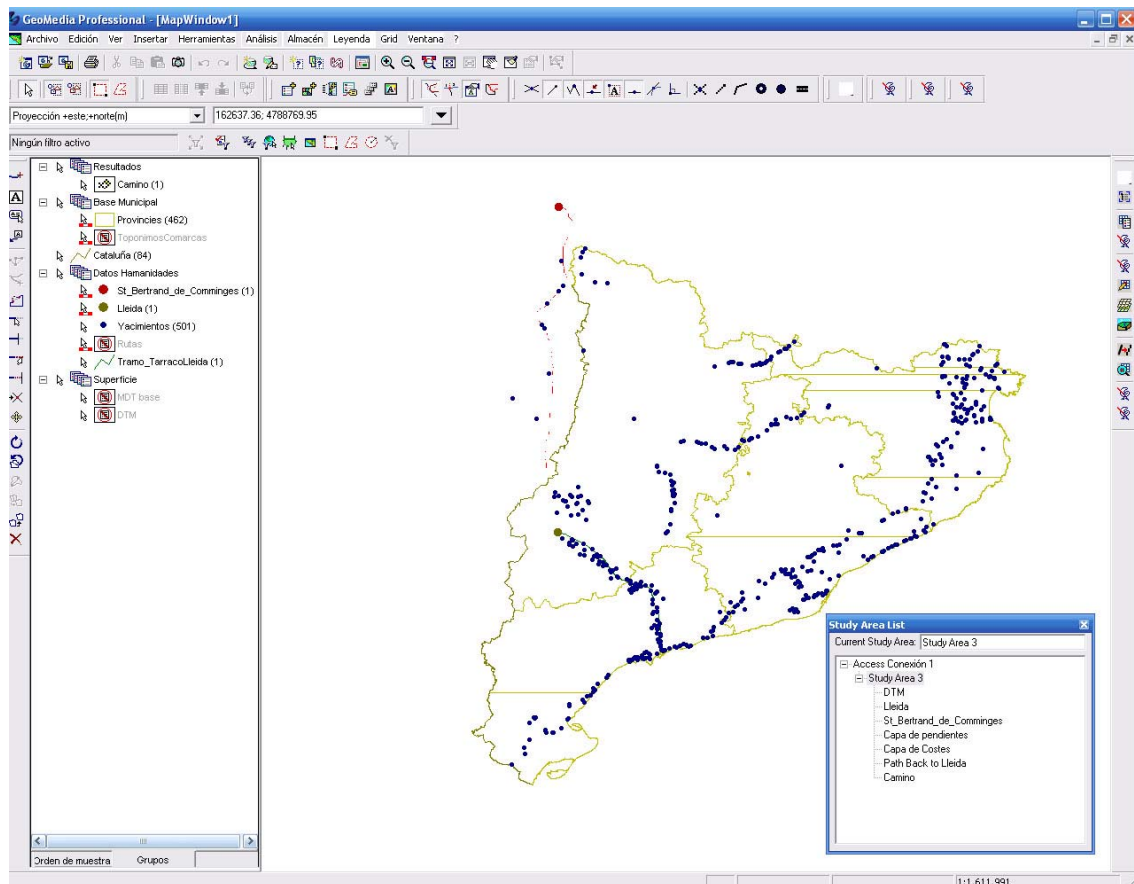 GeoMedia Professional - [MapWindow1]
Archivo Edición Ver Insertar Herramientas Análisis Almacén Leyenda Grid Ventana ?
Proyección +este;+norte(m) 162637.36; 4788769.95
Ningún filtro activo
Resultados
Camino (1)
Base Municipal
Provincies (462)
ToponimosComarcas
Cataluña (84)
Datos Hamanidades
St_Bertrand_de_Comminges (1)
Lleida (1)
Yacimientos (501)
Rutas
Tramo_TarracoLleida (1)
Superficie
MDT base
DTM
Study Area List
Current Study Area: Study Area 3
Access Conexión 1
Study Area 3
DTM
Lleida
St_Bertrand_de_Comminges
Capa de pendientes
Capa de Costes
Path Back to Lleida
Camino
Orden de muestra Grupos
1:1.611.991